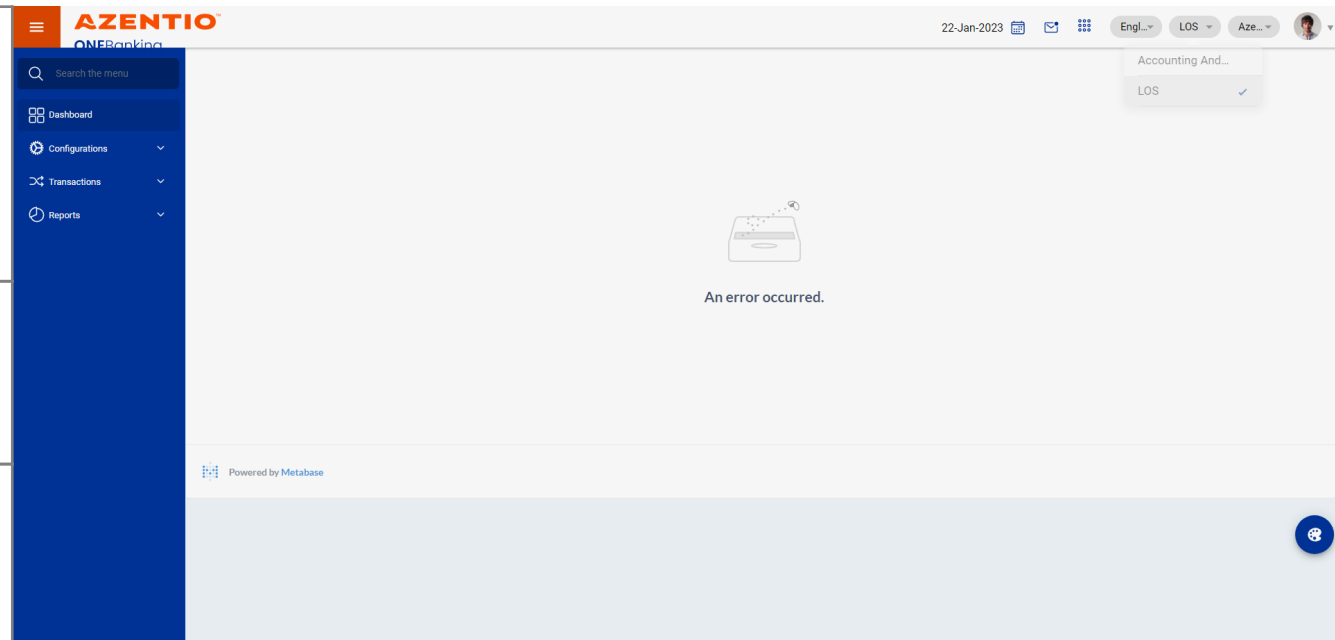 AZENTIO™
ONEBanking
22-Jan-2023
Engl...
LOS
Aze...
Accounting And...
LOS
Search the menu
Dashboard
Configurations
Transactions
Reports
An error occurred.
Powered by Metabase